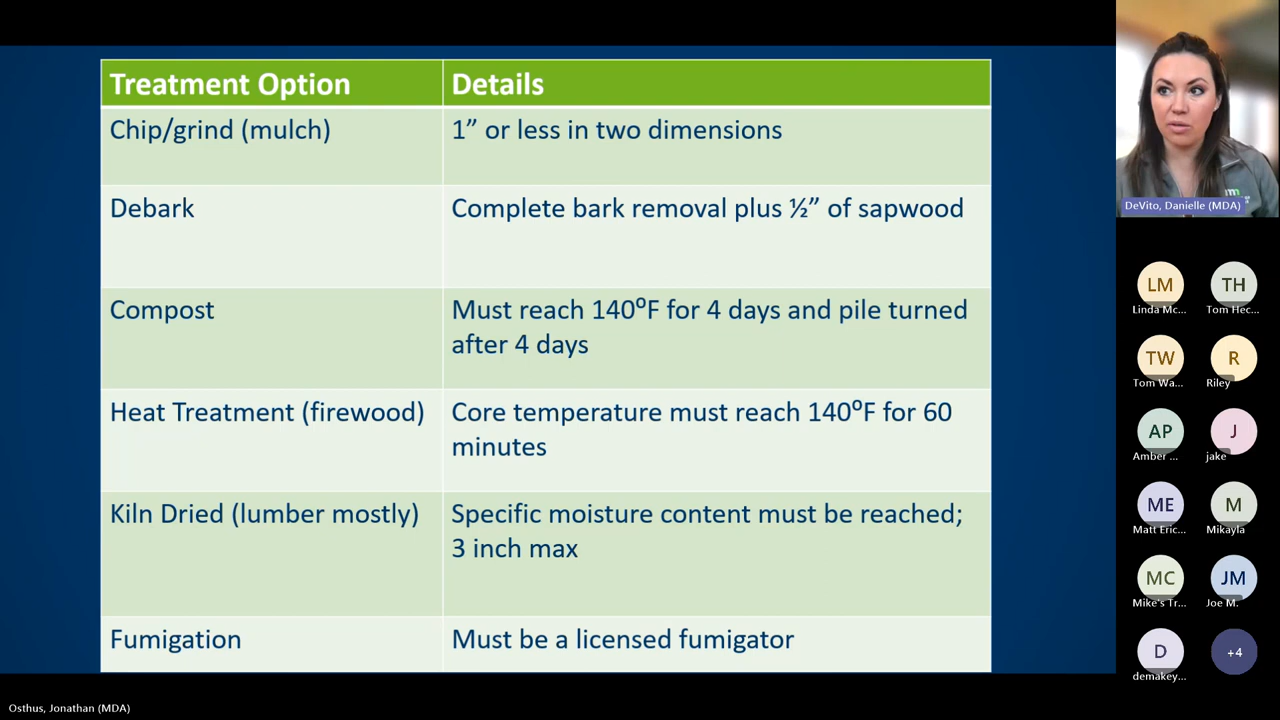 Treatment Option Details
Chip/grind (mulch) 1” or less in two dimensions
Debark Complete bark removal plus ½” of sapwood
Compost Must reach 140⁰F for 4 days and pile turned
after 4 days
Heat Treatment (firewood) Core temperature must reach 140⁰F for 60
minutes
Kiln Dried (lumber mostly) Specific moisture content must be reached;
3 inch max
Fumigation Must be a licensed fumigator
DeVito, Danielle (MDA)
LM TH
Linda Mc... Tom Hec...
TW R
Tom Wa... Riley
AP J
Amber ... jake
ME M
Matt Eric... Mikayla
MC JM
Mike's Tr... Joe M.
D +4
demakey...
Osthus, Jonathan (MDA)